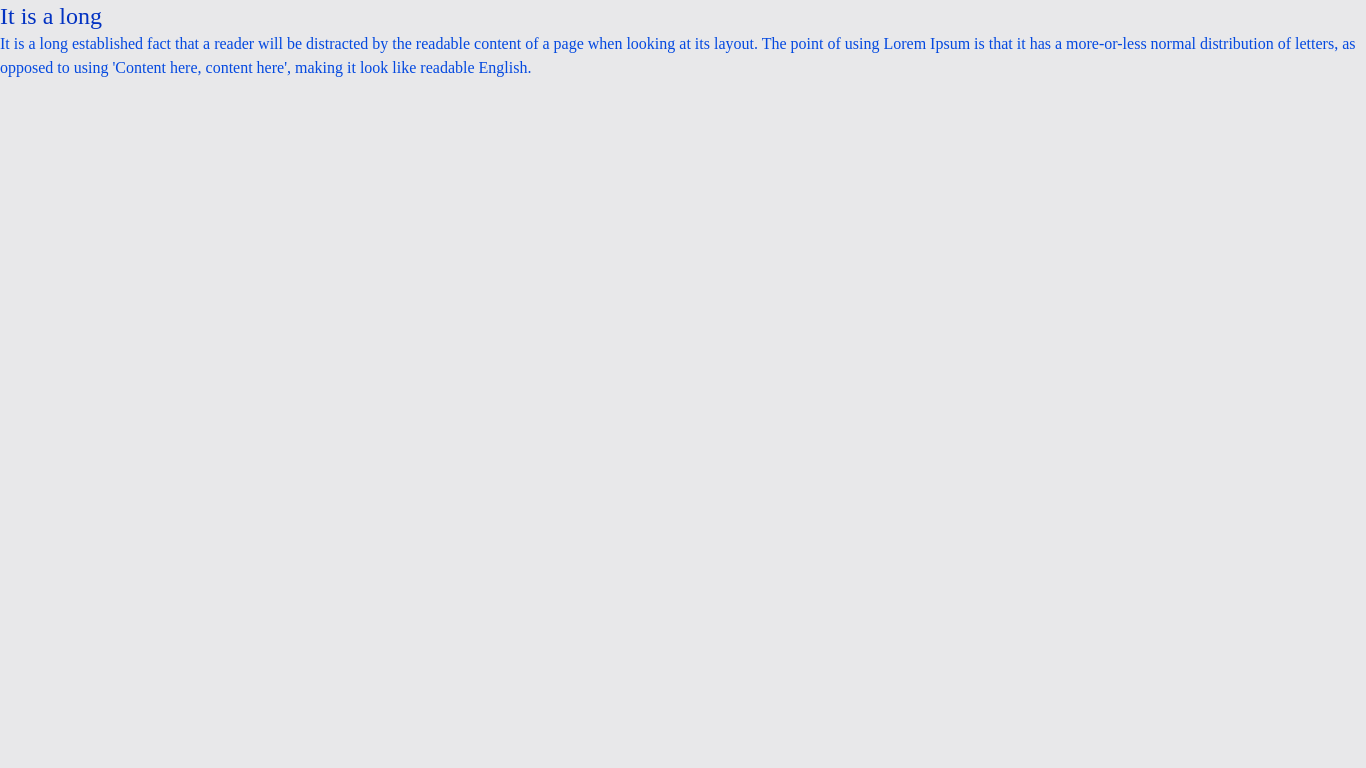 It is a long
It is a long established fact that a reader will be distracted by the readable content of a page when looking at its layout. The point of using Lorem Ipsum is that it has a more-or-less normal distribution of letters, as
opposed to using 'Content here, content here', making it look like readable English.